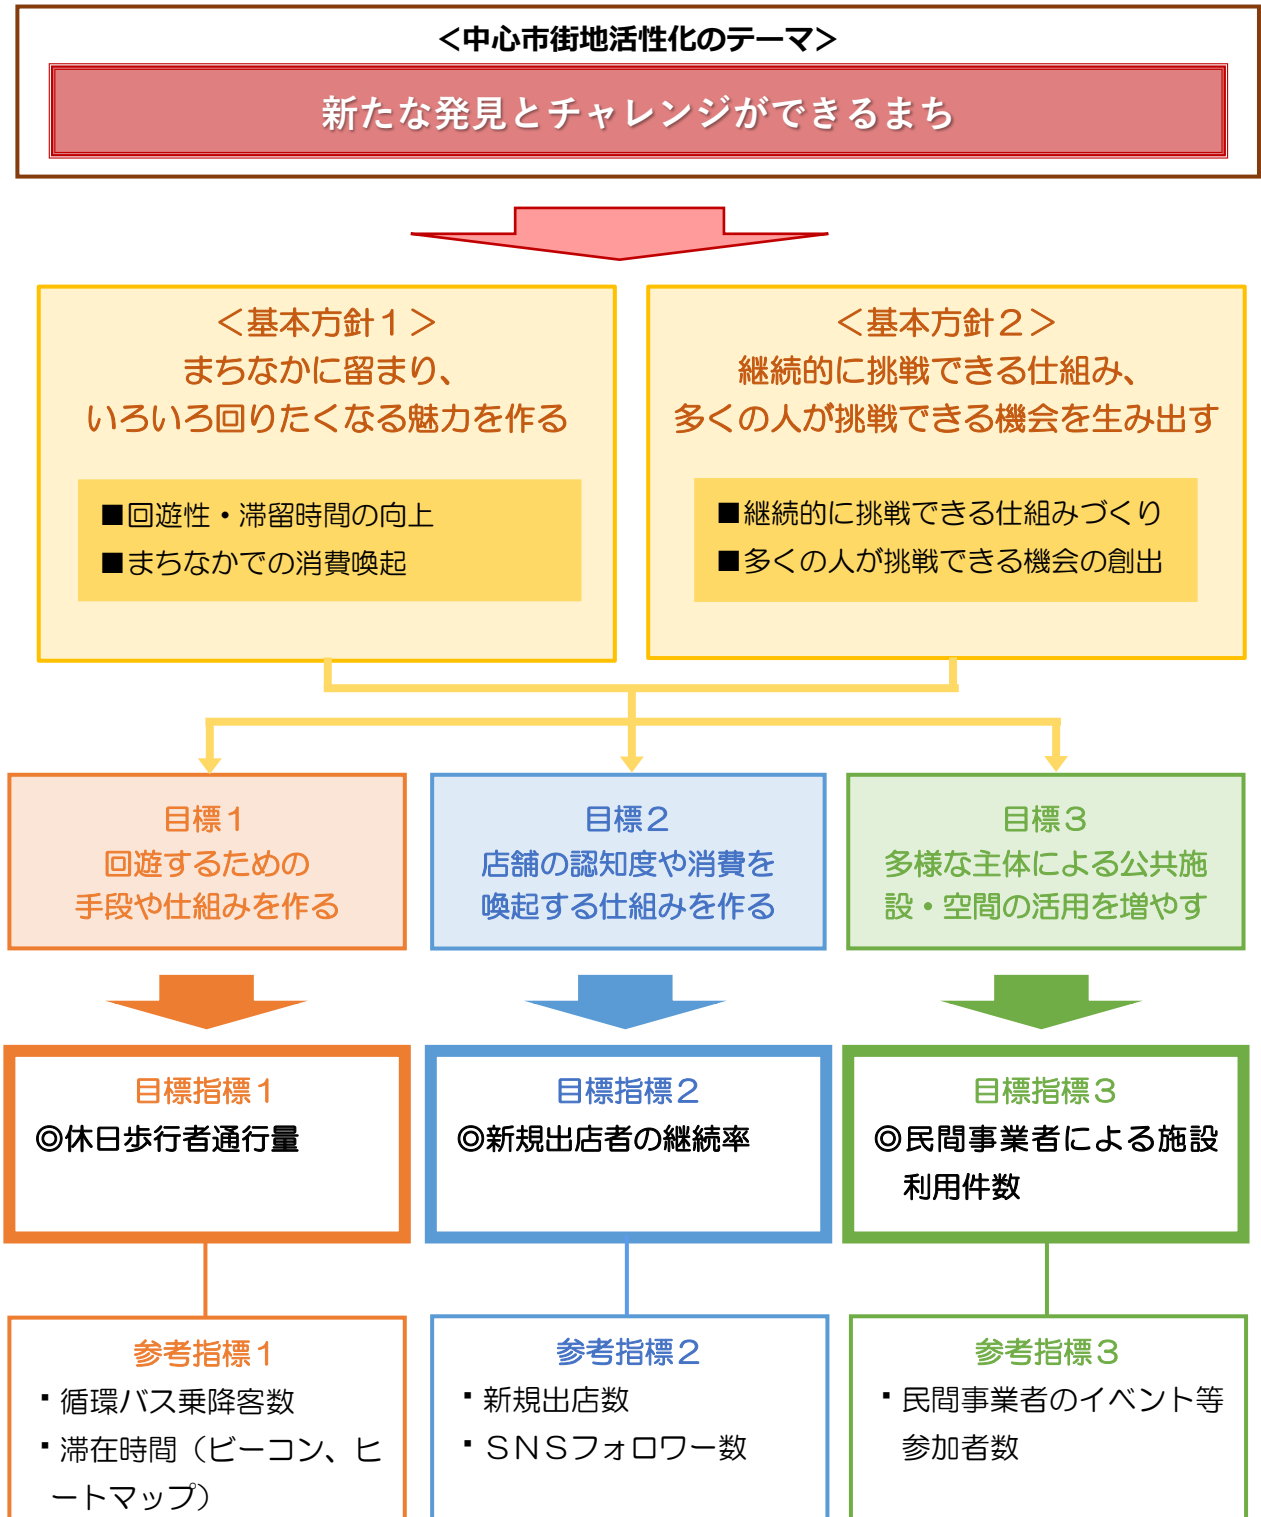 <中心市街地活性化のテーマ>
新たな発見とチャレンジができるまち
＜基本方針１＞
まちなかに留まり、
いろいろ回りたくなる魅力を作る
■回遊性・滞留時間の向上
■まちなかでの消費喚起
＜基本方針２＞
継続的に挑戦できる仕組み、
多くの人が挑戦できる機会を生み出す
■継続的に挑戦できる仕組みづくり
■多くの人が挑戦できる機会の創出
目標１
回遊するための
手段や仕組みを作る
目標２
店舗の認知度や消費を
喚起する仕組みを作る
目標３
多様な主体による公共施
設・空間の活用を増やす
目標指標１
◎休日歩行者通行量
目標指標２
◎新規出店者の継続率
目標指標３
◎民間事業者による施設
利用件数
参考指標１
・循環バス乗降客数
・滞在時間（ビーコン、ヒ
ートマップ）
参考指標２
・新規出店数
・ＳＮＳフォロワー数
参考指標３
・民間事業者のイベント等
参加者数